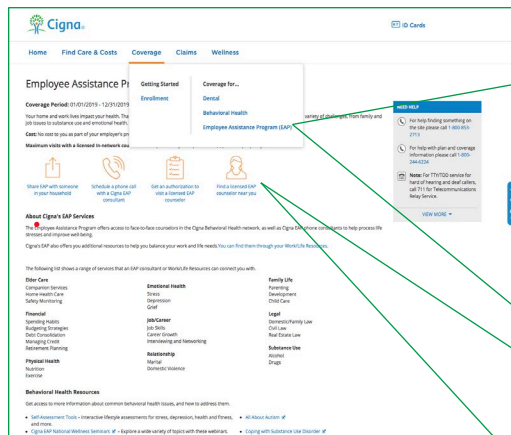 Cigna
ID Cards
Home Find Care & Costs Coverage Claims Wellness
Employee Assistance Pr
Getting Started
Enrollment
Coverage for...
Dental
Behavioral Health
Employee Assistance Program (EAP)
Coverage Period: 01/01/2019 - 12/31/2019
Your home and work lives impact your health. Tha
variety of challenges, from family and
job issues to substance use and emotional health.
Cost: No cost to you as part of your employer's pr
Maximum visits with a licensed in-network cou
NEED HELP
For help finding something on
the site please call 1-800-853-
2713
For help with plan and coverage
information please call 1-800-
244-6224
Note: For TTY/TDD service for
hard of hearing and deaf callers,
call 711 for Telecommunications
Relay Service.
VIEW MORE
Share EAP with someone
in your household
Schedule a phone call
with a Cigna EAP
consultant
Get an authorization to
visit a licensed EAP
counselor
Find a licensed EAP
counselor near you
About Cigna's EAP Services
The Employee Assistance Program offers access to face-to-face counselors in the Cigna Behavioral Health network, as well as Cigna EAP phone consultants to help process life
stresses and improve well-being.
Cigna's EAP also offers you additional resources to help you balance your work and life needs. You can find them through your Work/Life Resources.
The following list shows a range of services that an EAP consultant or Work/Life Resources can connect you with.
Elder Care
Companion Services
Home Health Care
Safety Monitoring
Financial
Spending Habits
Budgeting Strategies
Debt Consolidation
Managing Credit
Retirement Planning
Physical Health
Nutrition
Exercise
Emotional Health
Stress
Depression
Grief
Job/Career
Job Skills
Career Growth
Interviewing and Networking
Relationship
Marital
Domestic Violence
Family Life
Parenting
Development
Child Care
Legal
Domestic/Family Law
Civil Law
Real Estate Law
Substance Use
Alcohol
Drugs
Behavioral Health Resources
Get access to more information about common behavioral health issues, and how to address them.
Self-Assessment Tools – Interactive lifestyle assessments for stress, depression, health and fitness,
and more.
Cigna EAP National Wellness Seminars – Explore a wide variety of topics with these webinars.
All About Autism
Coping with Substance Use Disorder